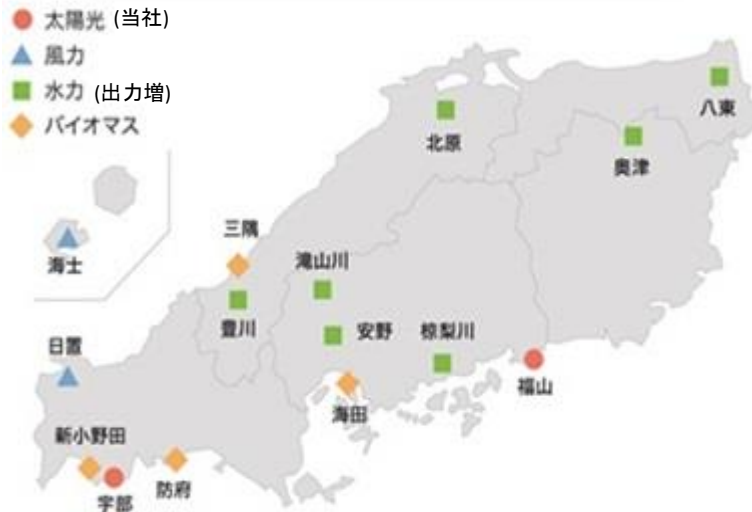 太陽光 (当社)
風力
水力 (出力増)
バイオマス
八東
北原
奥津
三隅
海士
滝山川
豊川
安野
椋梨川
日置
福山
海田
新小野田
防府
宇部